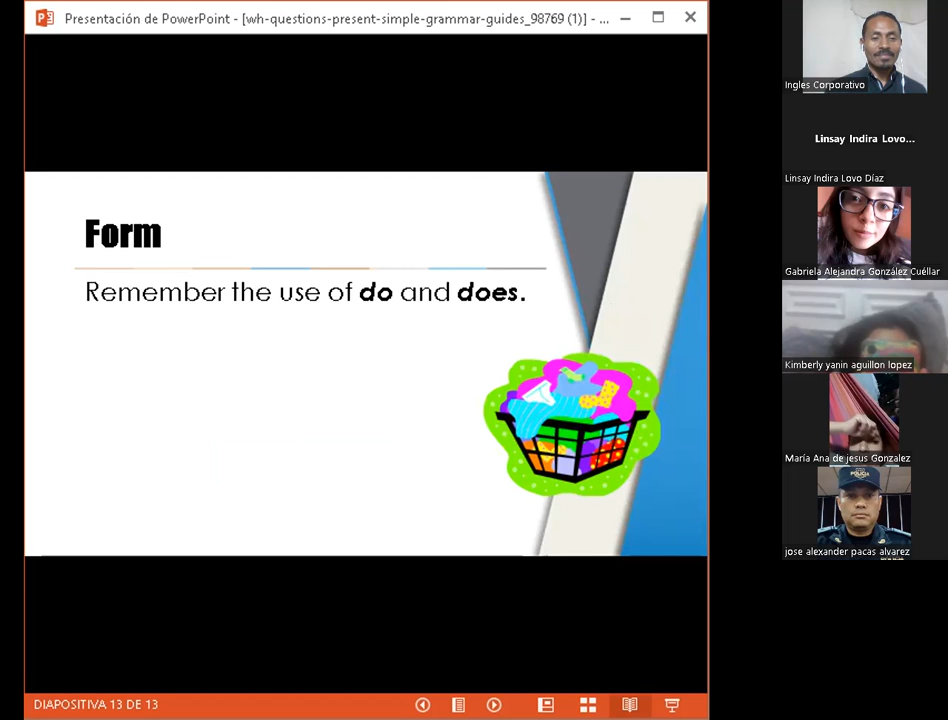 Presentación de PowerPoint - [wh-questions-present-simple-grammar-guides_98769 (1)] - ...
Form
Remember the use of do and does.
DIAPOSITIVA 13 DE 13
Ingles Corporativo
Linsay Indira Lovo...
Linsay Indira Lovo Díaz
Gabriela Alejandra González Cuéllar
Kimberly yanin aguillon lopez
María Ana de jesus Gonzalez
POLICIA
jose alexander pacas alvarez